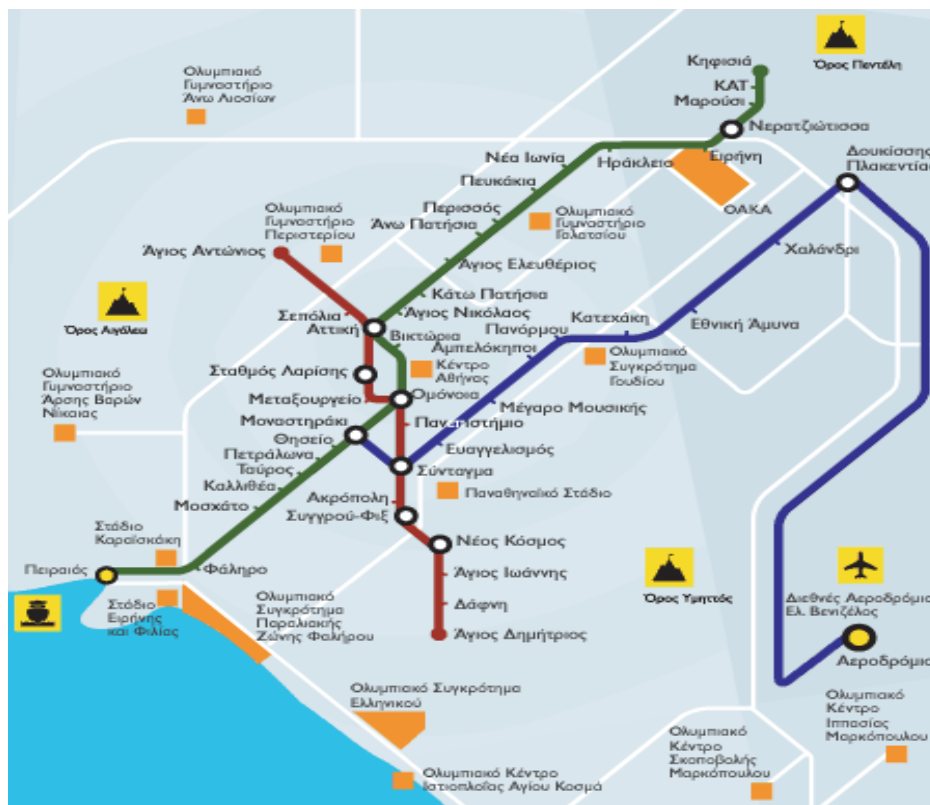 Ολυμπιακό
Γυμναστήριο
Άνω Λιοσίων
Κηφισιά
ΚΑΤ
Μαρούσι
Νερατζιώτισσα
Όρος Πεντέλη
Δουκίσσης
Πλακεντίας
Νέα Ιωνία
Ηράκλειο
Ειρήνη
Πευκάκια
ΟΑΚΑ
Περισσός
Άνω Πατήσια
Ολυμπιακό
Γυμναστήριο
Γαλατσίου
Ολυμπιακό
Γυμναστήριο
Περιστερίου
Άγιος Αντώνιος
Χαλάνδρι
Άγιος Ελευθέριος
Κάτω Πατήσια
Άγιος Νικόλαος
Σεπόλια
Αττική
Βικτώρια
Πανόρμου
Κατεχάκη
Εθνική Άμυνα
Όρος Αιγάλεω
Αμπελόκηποι
Ολυμπιακό
Συγκρότημα
Γουδίου
Κέντρο
Αθήνας
Σταθμός Λαρίσης
Ολυμπιακό
Γυμναστήριο
Άρσης Βαρών
Νίκαιας
Μεταξουργείο
Ομόνοια
Μέγαρο Μουσικής
Μοναστηράκι
Πανεπιστήμιο
Θησείο
Ευαγγελισμός
Πετράλωνα
Ταύρος
Σύνταγμα
Καλλιθέα
Παναθηναϊκό Στάδιο
Μοσχάτο
Ακρόπολη
Συγγρού-Φιξ
Στάδιο
Καραϊσκάκη
Νέος Κόσμος
Πειραιάς
Φάληρο
Άγιος Ιωάννης
Όρος Υμηττός
Στάδιο
Ειρήνης
και Φιλίας
Ολυμπιακό
Συγκρότημα
Παραλιακής
Ζώνης Φαλήρου
Δάφνη
Άγιος Δημήτριος
Διεθνές Αεροδρόμιο
Ελ. Βενιζέλος
Αεροδρόμιο
Ολυμπιακό Συγκρότημα
Ελληνικού
Ολυμπιακό
Κέντρο
Ιππασίας
Μαρκόπουλου
Ολυμπιακό
Κέντρο
Σκοποβολής
Μαρκόπουλου
Ολυμπιακό Κέντρο
Ιστιοπλοΐας Αγίου Κοσμά